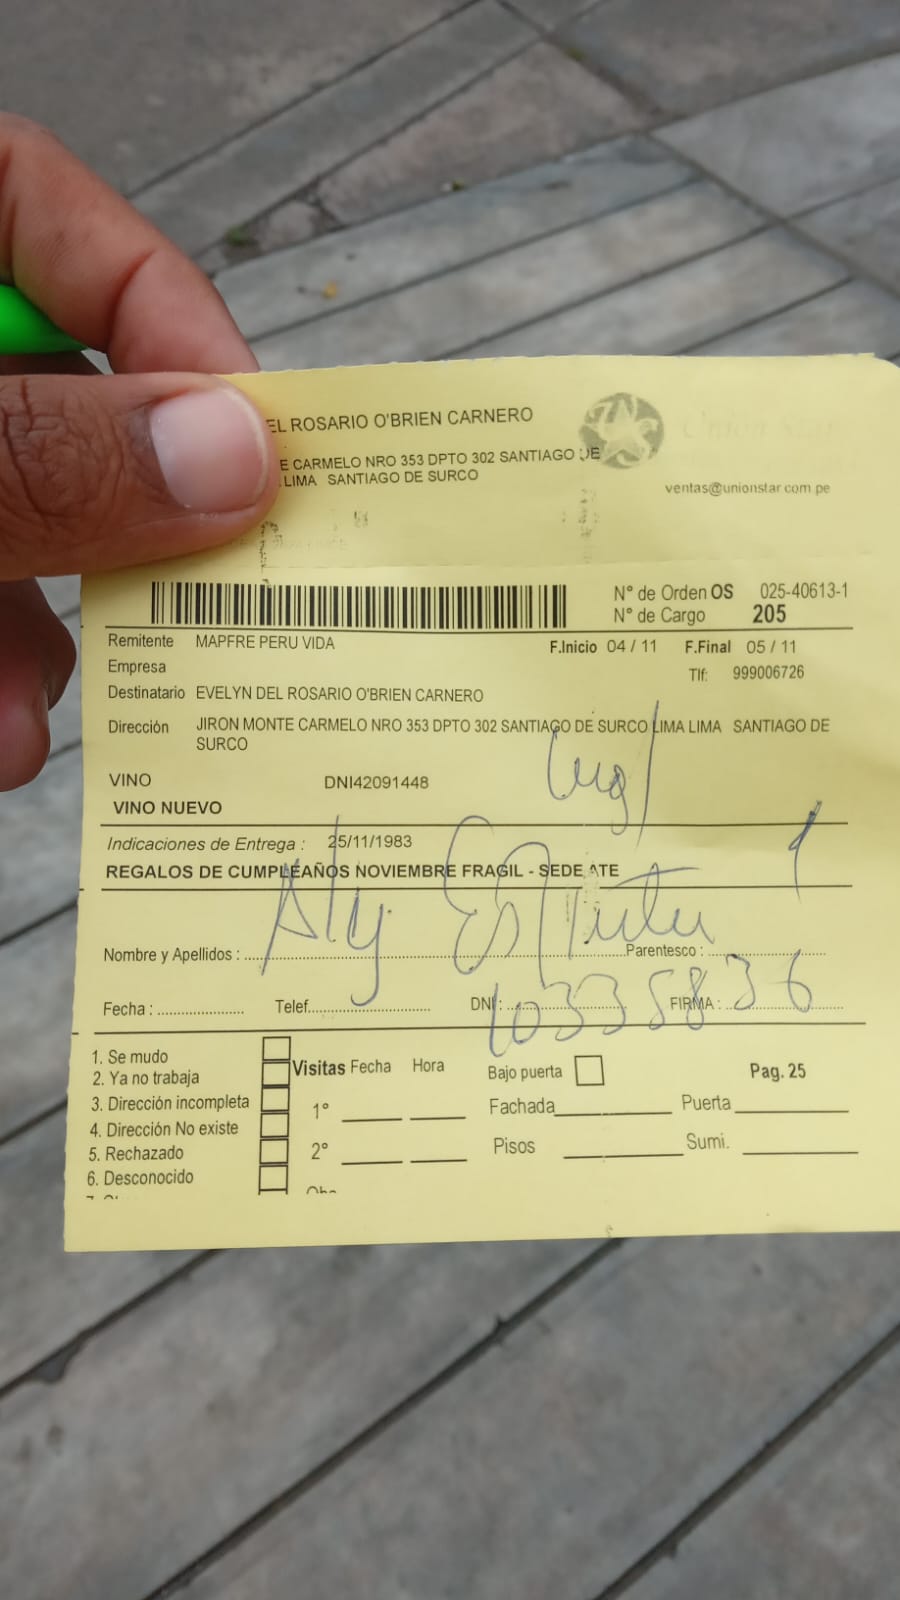 EL ROSARIO O'BRIEN CARNERO
E CARMELO NRO 353 DPTO 302 SANTIAGO DE
LIMA SANTIAGO DE SURCO
Union Star
ventas@unionstar.com.pe
N° de Orden OS 025-40613-1
N° de Cargo 205
Remitente MAPFRE PERU VIDA F.Inicio 04 / 11 F.Final 05 / 11
Empresa Tlf: 999006726
Destinatario EVELYN DEL ROSARIO O'BRIEN CARNERO
Dirección JIRON MONTE CARMELO NRO 353 DPTO 302 SANTIAGO DE SURCO LIMA LIMA SANTIAGO DE
SURCO
VINO DNI42091448
VINO NUEVO
Indicaciones de Entrega : 25/11/1983
REGALOS DE CUMPLEAÑOS NOVIEMBRE FRAGIL - SEDE ATE
Nombre y Apellidos : Parentesco :
Fecha : Telef. DNI : 10335836 FIRMA :
1. Se mudo
2. Ya no trabaja Visitas Fecha Hora Bajo puerta Pag. 25
3. Dirección incompleta 1° Fachada Puerta
4. Dirección No existe
5. Rechazado 2° Pisos Sumi.
6. Desconocido